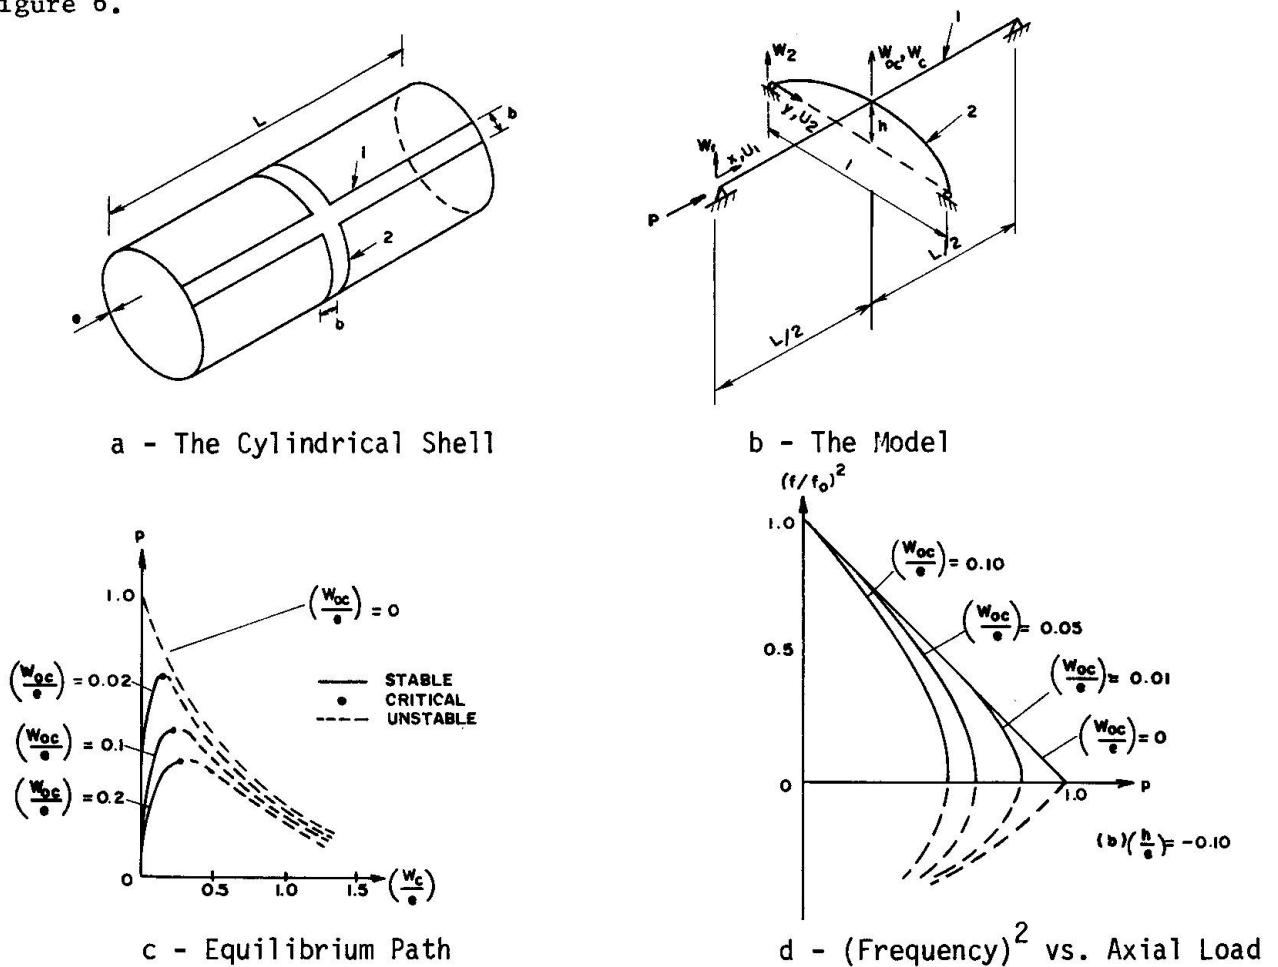 igure 6.
L
b
1
2
e
b
a - The Cylindrical Shell
1
W2
Woc, Wc
y, U2
h
2
W1
x, U1
1
P
L/2
L/2
b - The Model
P
1.0
(Woc/e) = 0
(Woc/e) = 0.02
STABLE
CRITICAL
UNSTABLE
(Woc/e) = 0.1
(Woc/e) = 0.2
0
0.5
1.0
1.5
(Wc/e)
c - Equilibrium Path
(f/fo)²
1.0
(Woc/e) = 0.10
(Woc/e) = 0.05
0.5
(Woc/e) = 0.01
(Woc/e) = 0
0
1.0
P
(b) (h/e) = -0.10
d - (Frequency)² vs. Axial Load